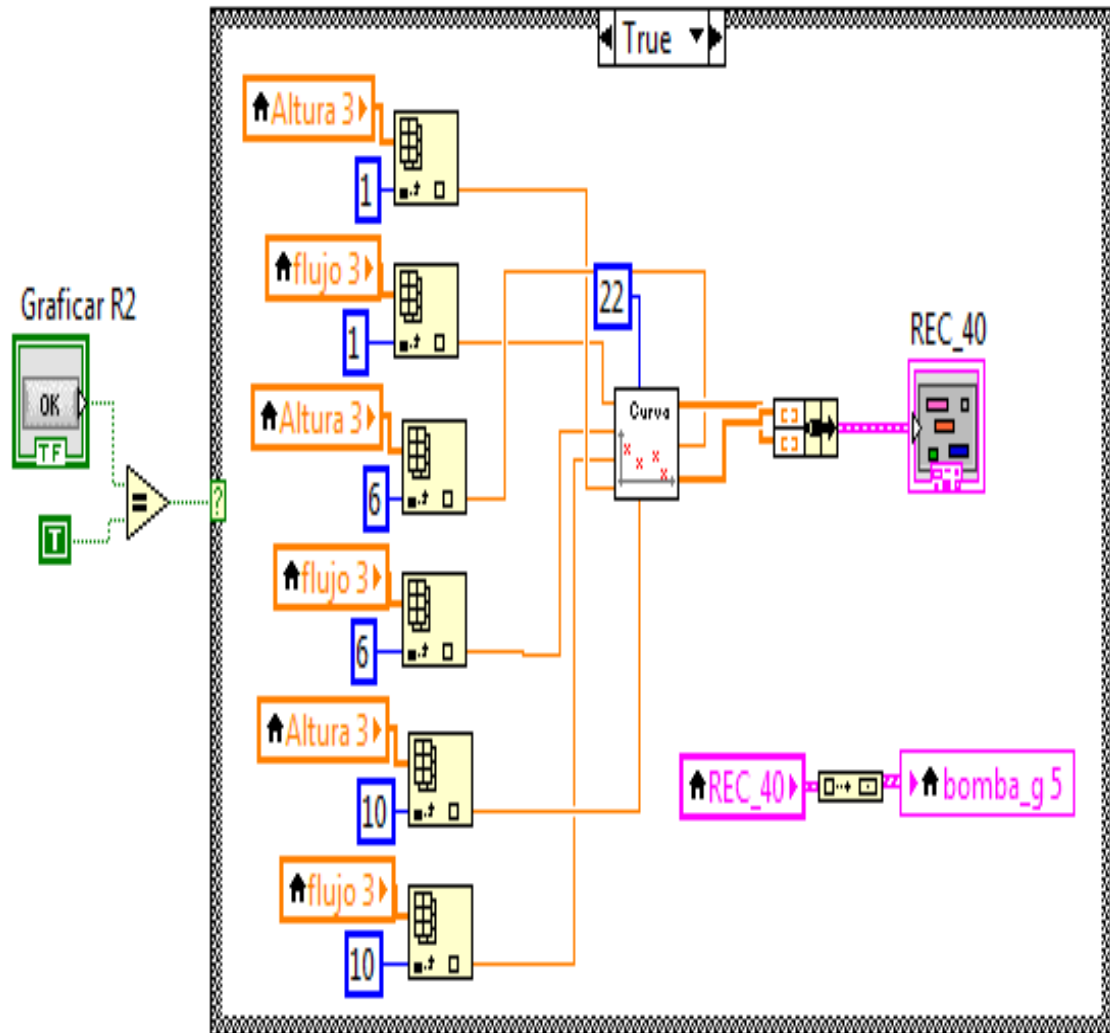 True
Altura 3
1
flujo 3
1
22
Graficar R2
OK
TF
REC_40
Altura 3
Curva
6
?
=
T
flujo 3
6
Altura 3
REC_40
bomba_g 5
10
flujo 3
10